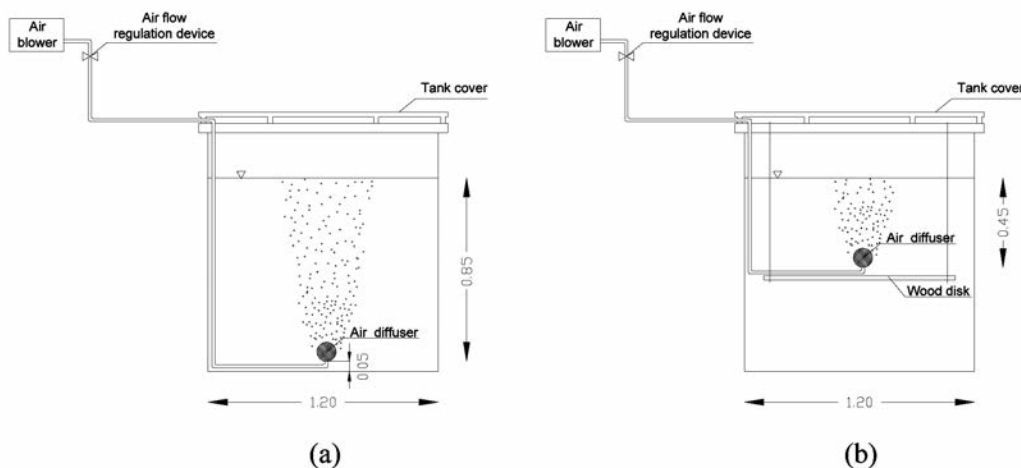 Air
blower
Air flow
regulation device
Tank cover
0.85
Air diffuser
0.05
1.20
(a)
Air
blower
Air flow
regulation device
Tank cover
0.45
Air diffuser
Wood disk
1.20
(b)